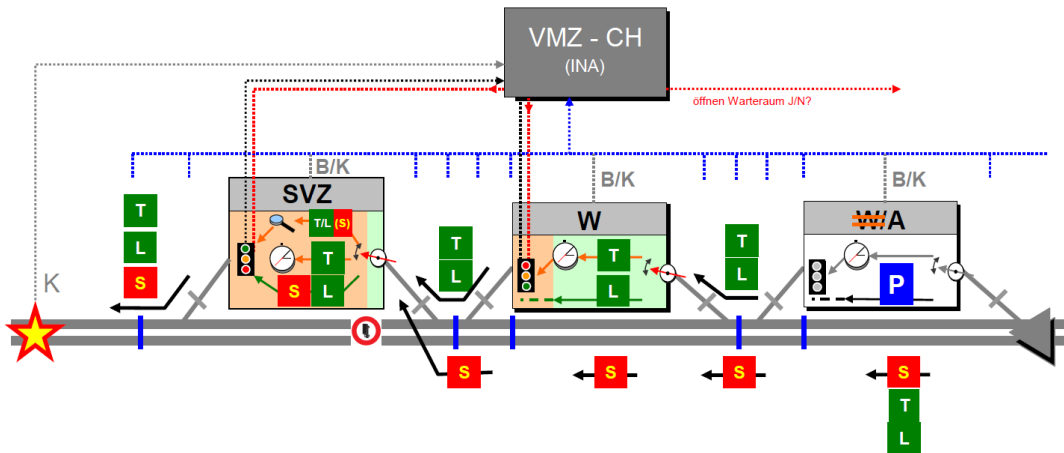 VMZ - CH
(INA)
öffnen Warteraum J/N?
B/K
B/K
B/K
SVZ
W
W/A
T
L
S
T/L (S)
T
S
L
T
L
T
L
T
L
P
K
S
S
S
S
T
L